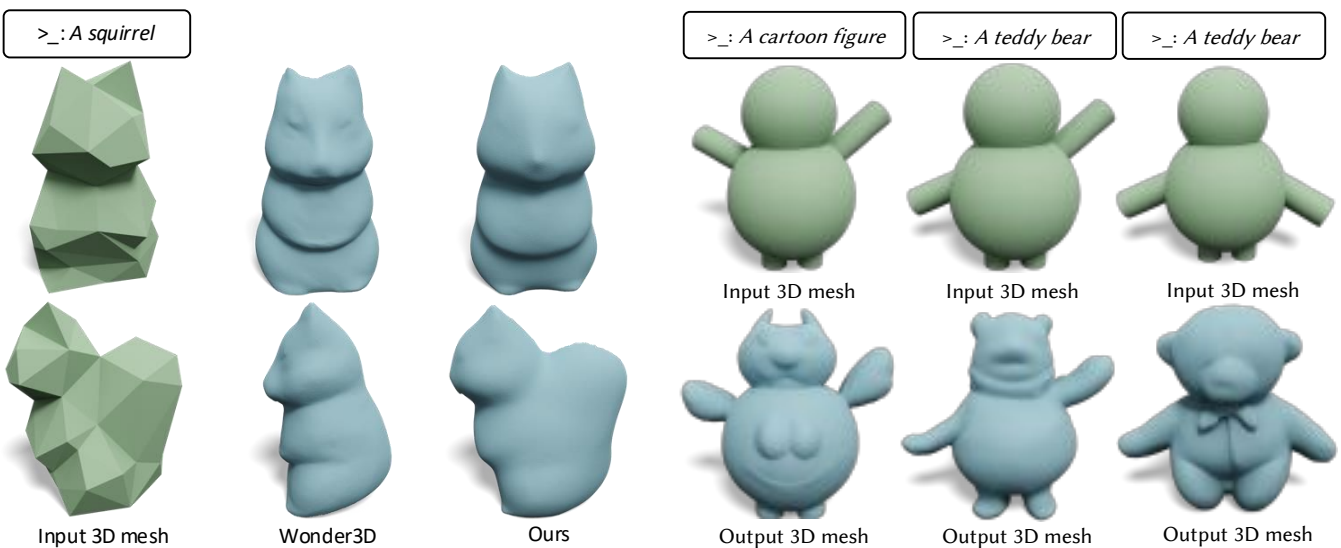 >_: A squirrel
>_: A cartoon figure
>_: A teddy bear
>_: A teddy bear
Input 3D mesh
Input 3D mesh
Input 3D mesh
Input 3D mesh
Wonder3D
Ours
Output 3D mesh
Output 3D mesh
Output 3D mesh